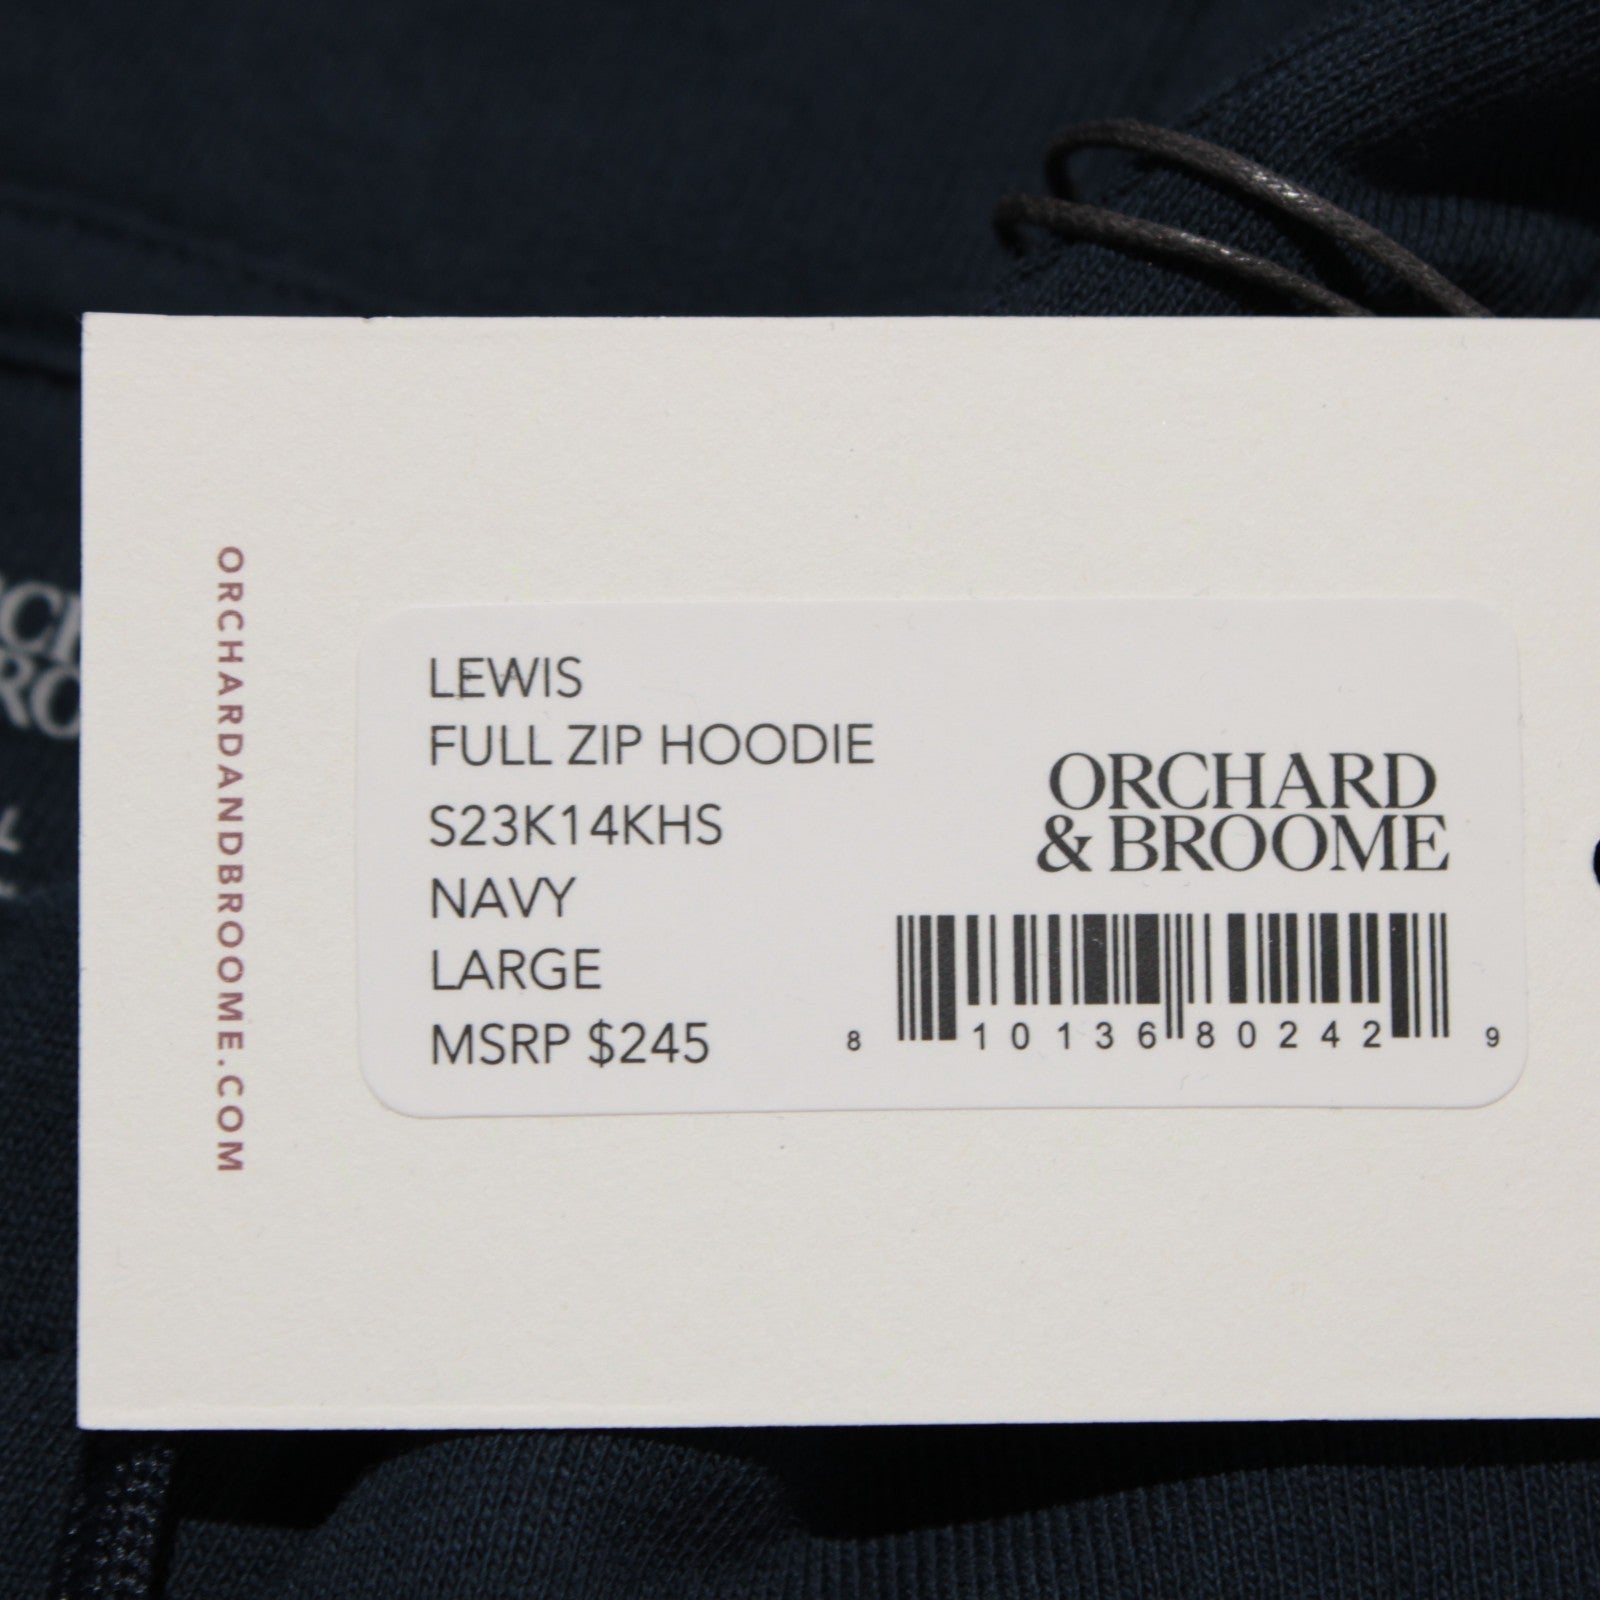 ORCHARDANDBROOME.COM
LEWIS
FULL ZIP HOODIE
S23K14KHS
NAVY
LARGE
MSRP $245
ORCHARD
& BROOME
8 10136 80242 9
L